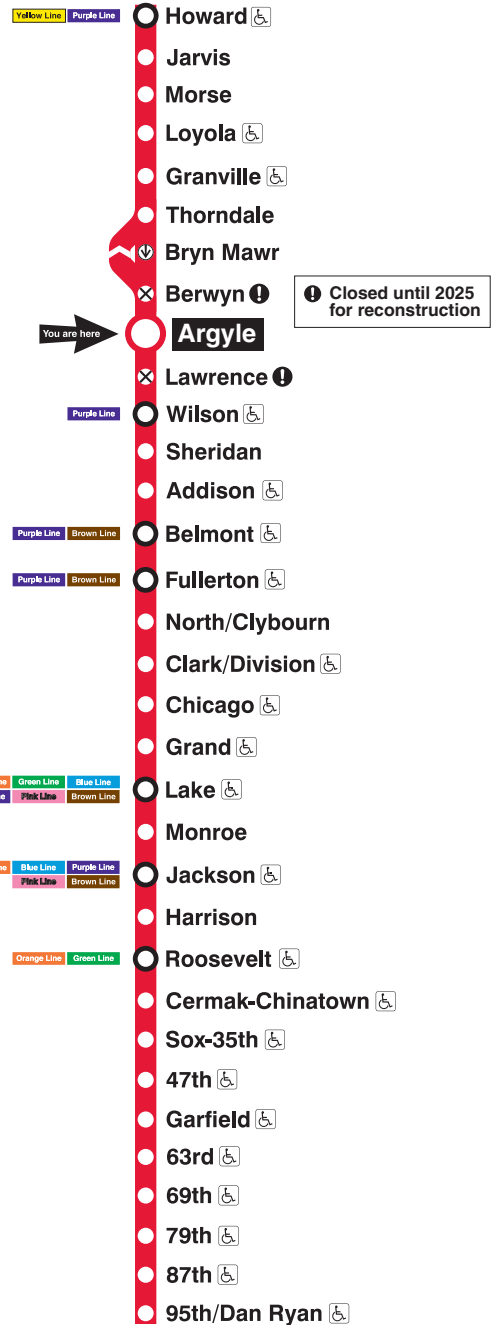 Yellow Line Purple Line Howard
Jarvis
Morse
Loyola
Granville
Thorndale
Bryn Mawr
Berwyn
Closed until 2025
for reconstruction
You are here Argyle
Lawrence
Purple Line Wilson
Sheridan
Addison
Purple Line Brown Line Belmont
Purple Line Brown Line Fullerton
North/Clybourn
Clark/Division
Chicago
Grand
Green Line Blue Line
Pink Line Brown Line
Lake
Monroe
Blue Line Purple Line
Pink Line Brown Line
Jackson
Harrison
Orange Line Green Line Roosevelt
Cermak-Chinatown
Sox-35th
47th
Garfield
63rd
69th
79th
87th
95th/Dan Ryan